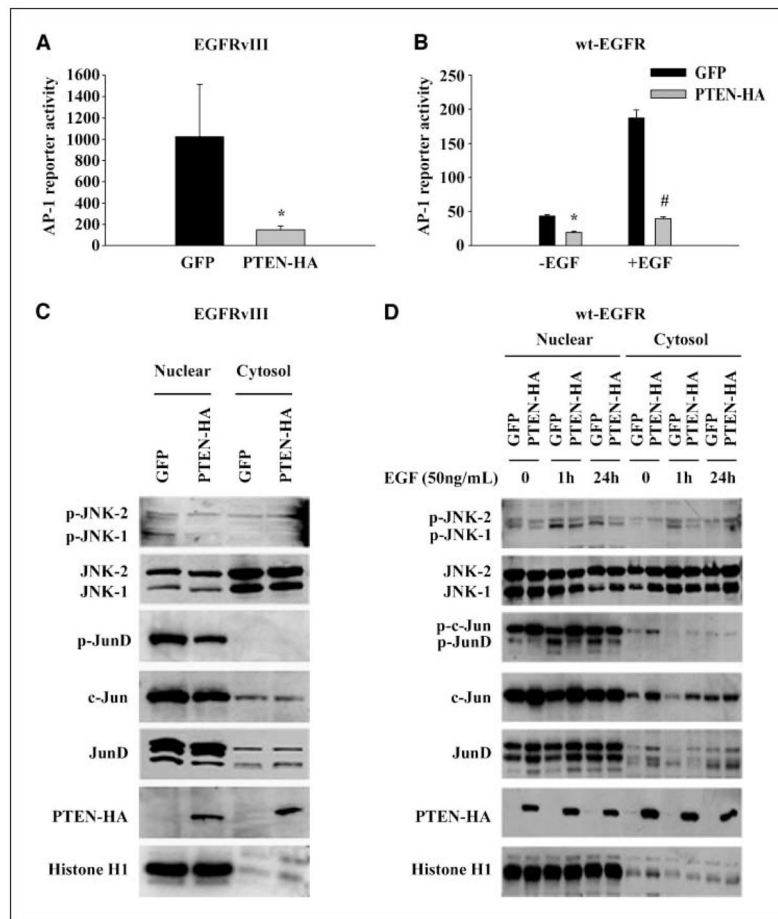 A
EGFRvIII
AP-1 reporter activity
1600
1400
1200
1000
800
600
400
200
0
*
GFP PTEN-HA
B
wt-EGFR
AP-1 reporter activity
250
200
150
100
50
0
GFP
PTEN-HA
*
#
-EGF +EGF
C
EGFRvIII
Nuclear Cytosol
GFP PTEN-HA GFP PTEN-HA
p-JNK-2
p-JNK-1
JNK-2
JNK-1
p-JunD
c-Jun
JunD
PTEN-HA
Histone H1
D
wt-EGFR
Nuclear Cytosol
GFP PTEN-HA GFP PTEN-HA GFP PTEN-HA GFP PTEN-HA GFP PTEN-HA GFP PTEN-HA
EGF (50ng/mL) 0 1h 24h 0 1h 24h
p-JNK-2
p-JNK-1
JNK-2
JNK-1
p-c-Jun
p-JunD
c-Jun
JunD
PTEN-HA
Histone H1